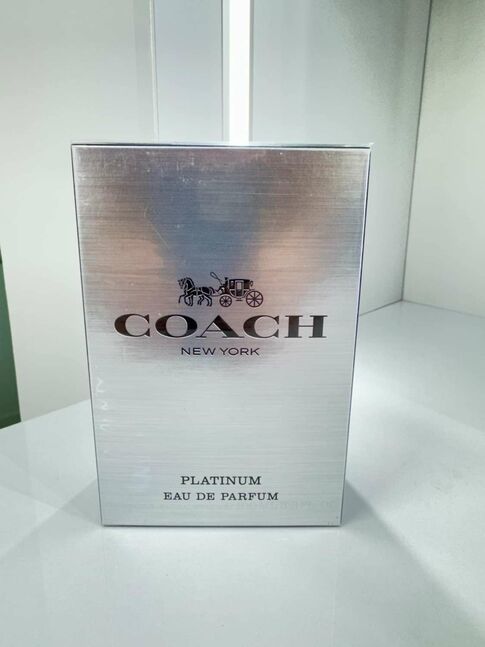 COACH
NEW YORK
PLATINUM
EAU DE PARFUM